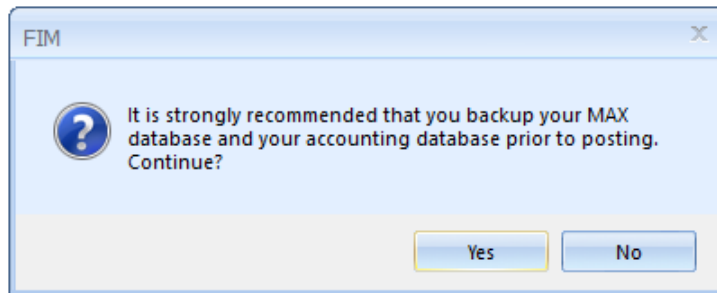 FIM
It is strongly recommended that you backup your MAX
database and your accounting database prior to posting.
Continue?
Yes
No